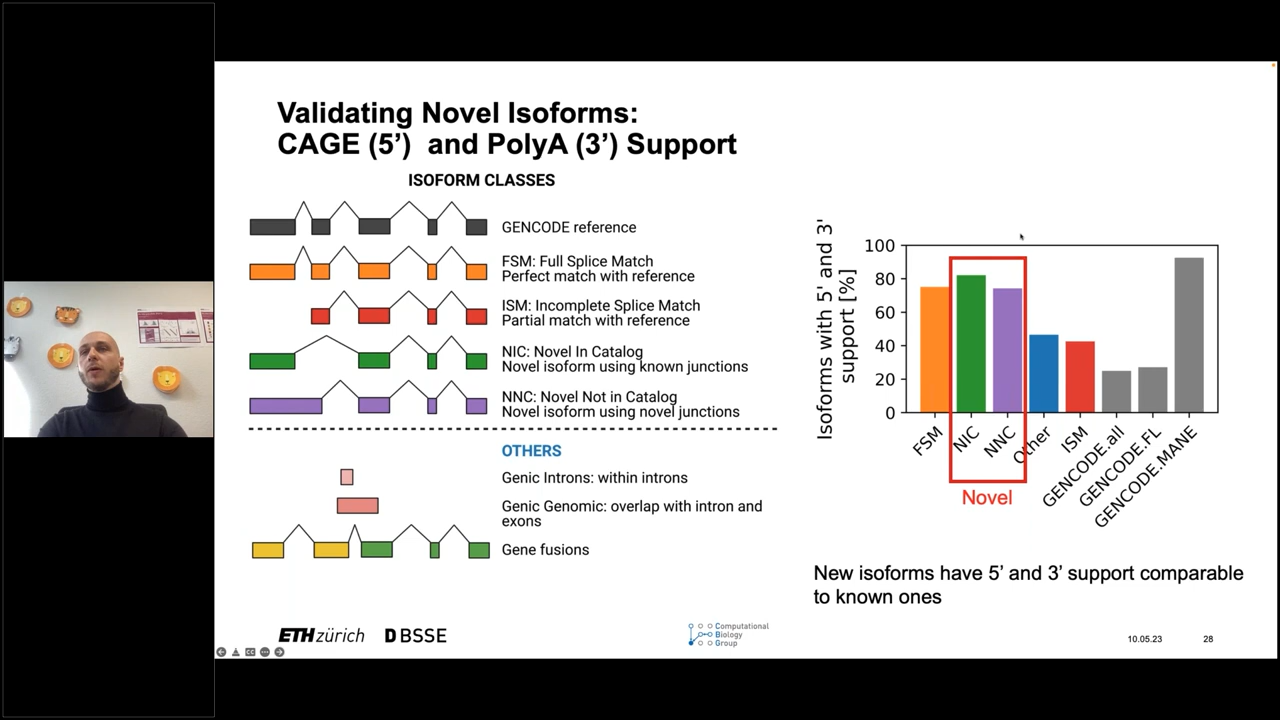 Validating Novel Isoforms:
CAGE (5’) and PolyA (3’) Support
ISOFORM CLASSES
GENCODE reference
FSM: Full Splice Match
Perfect match with reference
ISM: Incomplete Splice Match
Partial match with reference
NIC: Novel In Catalog
Novel isoform using known junctions
NNC: Novel Not in Catalog
Novel isoform using novel junctions
OTHERS
Genic Introns: within introns
Genic Genomic: overlap with intron and
exons
Gene fusions
Isoforms with 5' and 3'
support [%]
100
80
60
40
20
0
FSM
NIC
NNC
Other
ISM
GENCODE.all
GENCODE.FL
GENCODE.MANE
Novel
New isoforms have 5’ and 3’ support comparable
to known ones
ETH zürich
D BSSE
Computational
Biology
Group
10.05.23
28